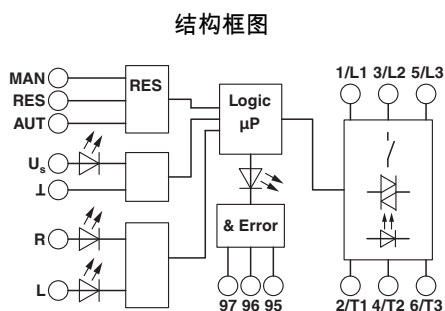 结构框图
MAN
RES
AUT
RES
Us
⊥
R
L
Logic
µP
& Error
97 96 95
1/L1 3/L2 5/L3
2/T1 4/T2 6/T3